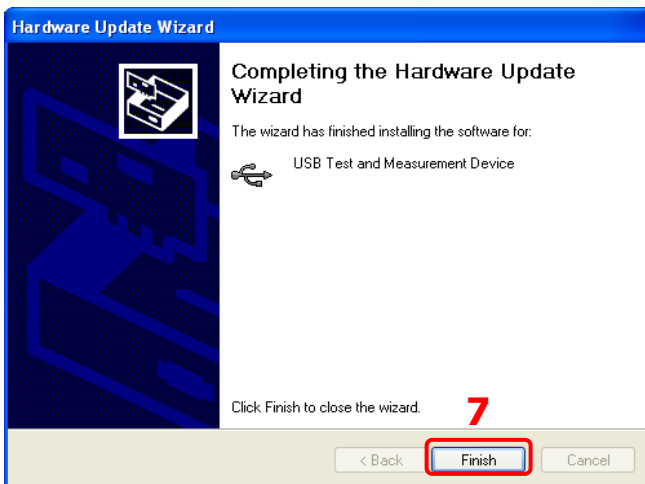 Hardware Update Wizard
Completing the Hardware Update
Wizard
The wizard has finished installing the software for:
USB Test and Measurement Device
Click Finish to close the wizard.
7
< Back
Finish
Cancel